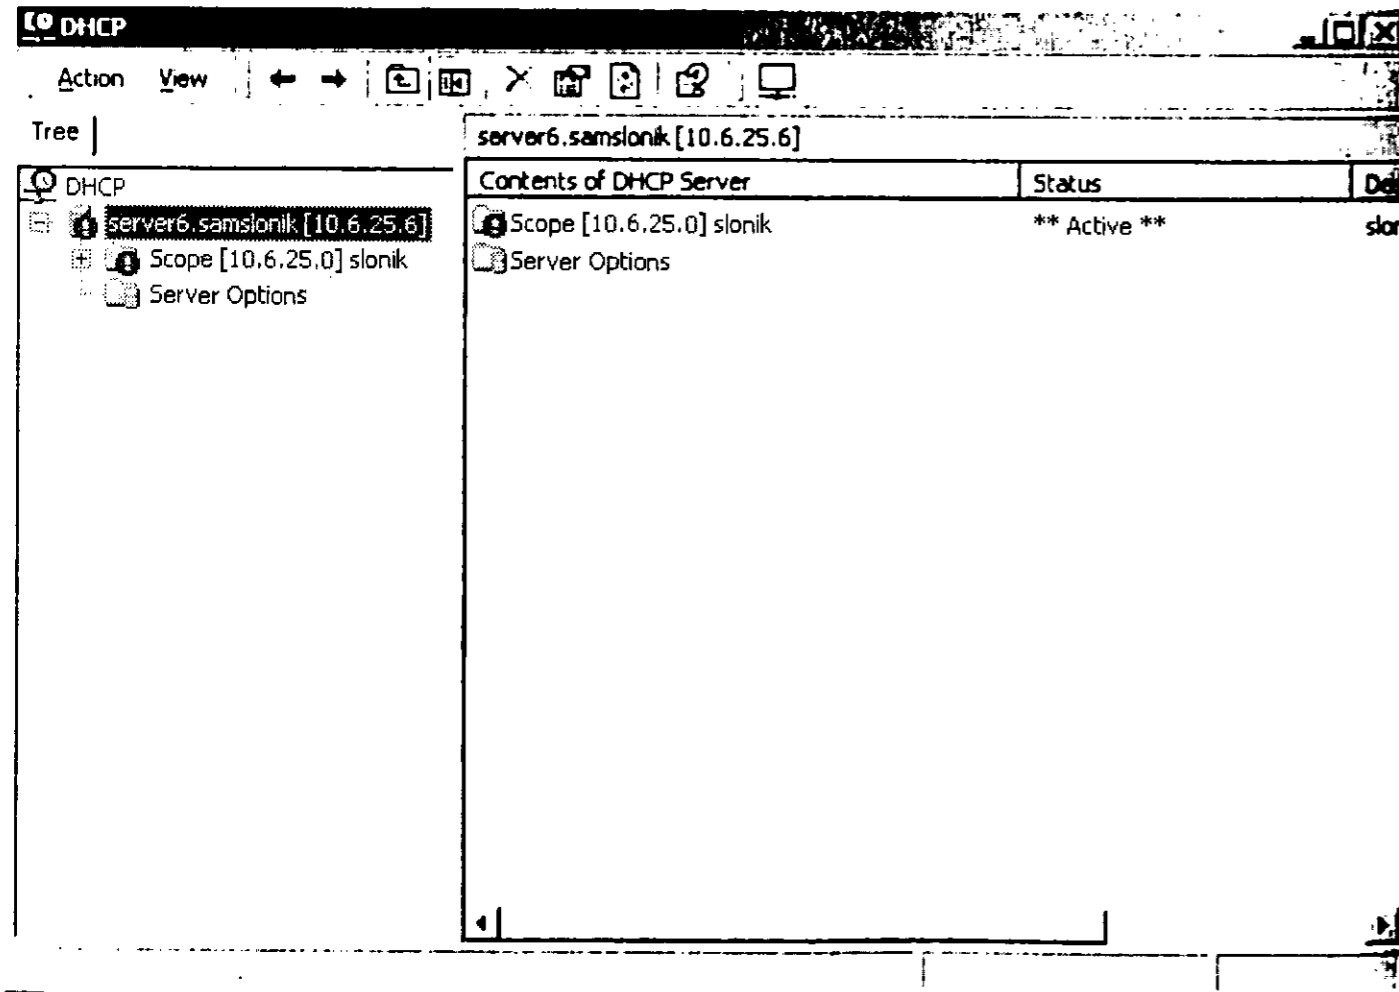 DHCP
Action View
Tree
server6.samslonik [10.6.25.6]
DHCP
Contents of DHCP Server Status
server6.samslonik [10.6.25.6]
Scope [10.6.25.0] slonik ** Active **
Scope [10.6.25.0] slonik
Server Options
Server Options